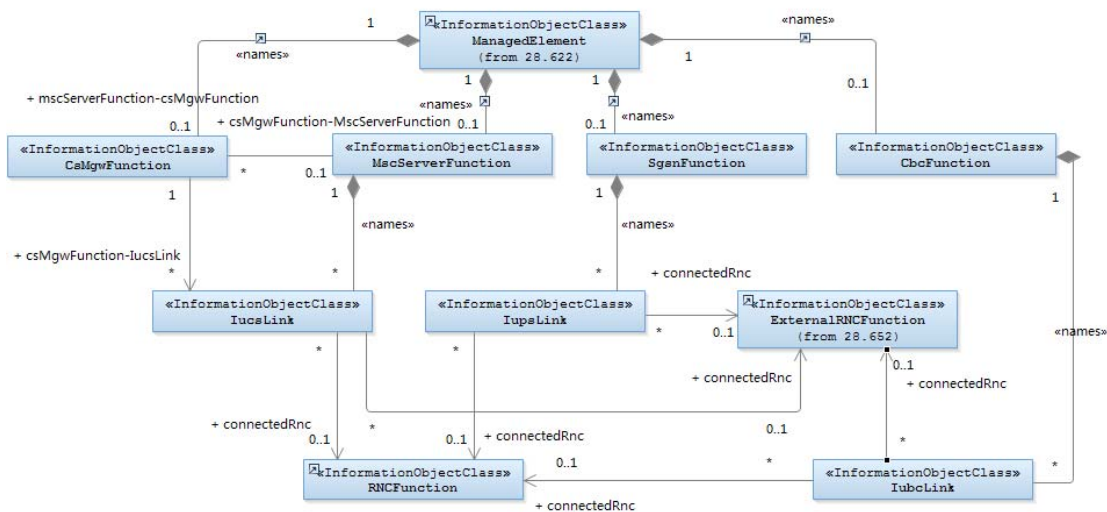 «names»
1
«InformationObjectClass»
ManagedElement
(from 28.622)
«names»
1
1
1
0..1
+ mscServerFunction-csMgwFunction
«names»
«names»
0..1
+ csMgwFunction-MscServerFunction
0..1
0..1
«InformationObjectClass»
CsMgwFunction
«InformationObjectClass»
MscServerFunction
«InformationObjectClass»
SgsnFunction
«InformationObjectClass»
CbcFunction
*
0..1
1
1
1
1
«names»
«names»
+ csMgwFunction-IucsLink
*
*
*
+ connectedRnc
«InformationObjectClass»
IucsLink
«InformationObjectClass»
IupsLink
«InformationObjectClass»
ExternalRNCFunction
(from 28.652)
«names»
*
0..1
*
*
0..1
+ connectedRnc
+ connectedRnc
+ connectedRnc
*
0..1
0..1
0..1
+ connectedRnc
*
0..1
*
«InformationObjectClass»
RNCFunction
«InformationObjectClass»
IubcLink
*
+ connectedRnc